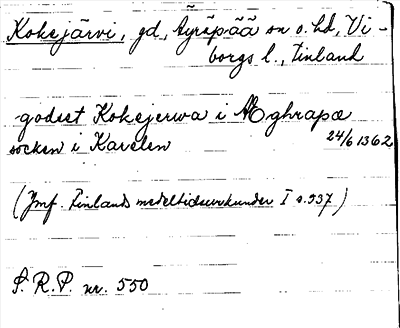 Kokejärvi, gd, Äyräpää sn o. hd, Vi-
borgs l., Finland
godset Kokejerwa i Æghrapæ
socken i Karelen 24/6 1362
(Jmf. Finlands medeltidsurkunder I s. 337)
S.R.P. nr. 550